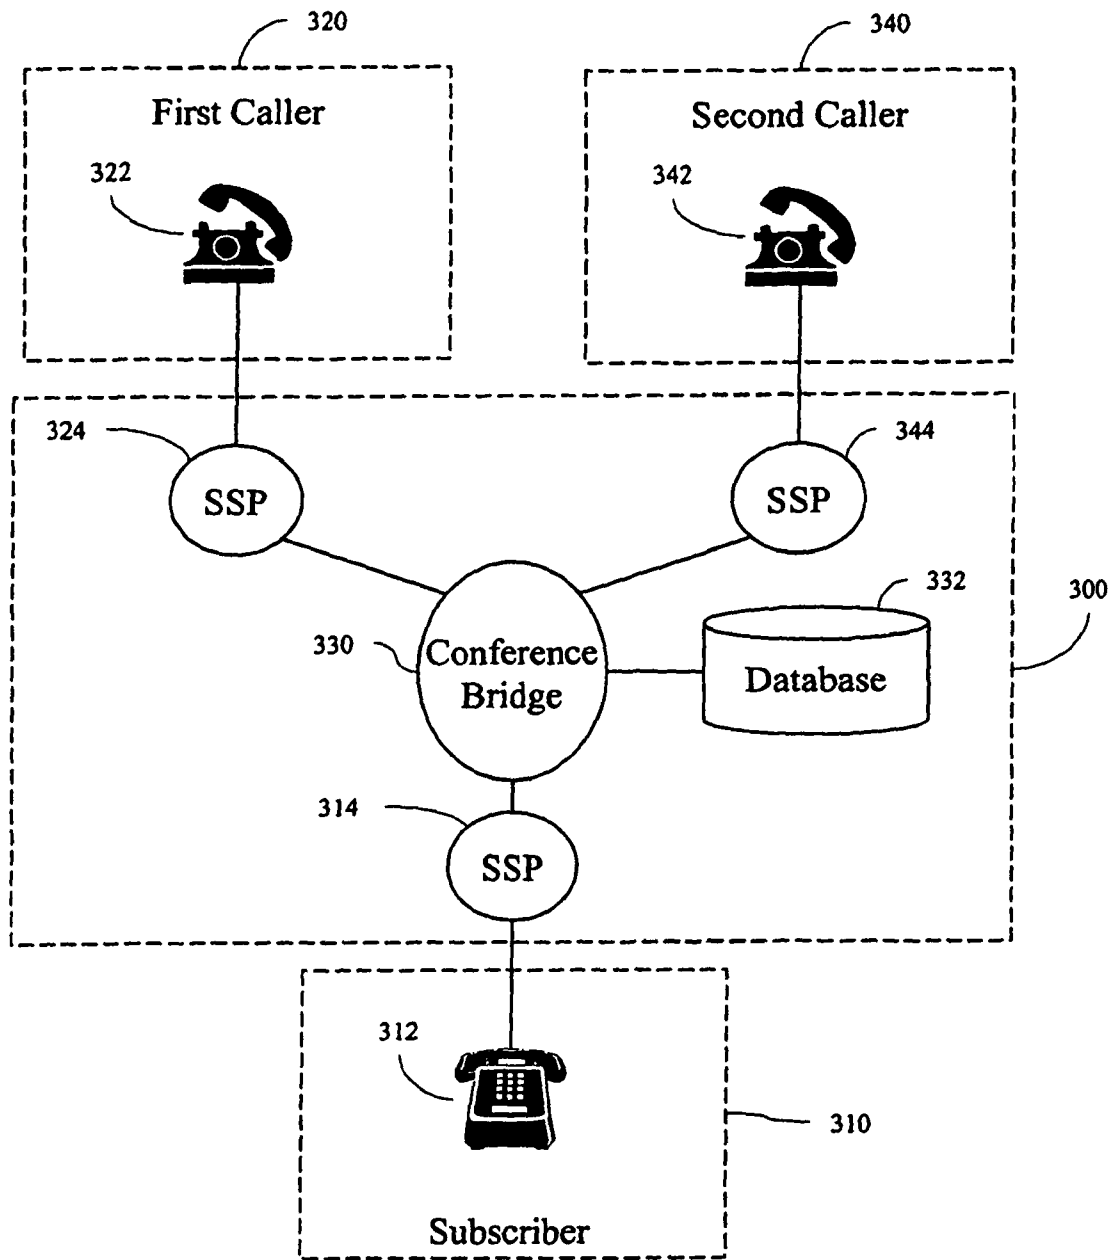 320
340
First Caller
Second Caller
322
342
324
344
SSP
SSP
332
300
330
Conference
Bridge
Database
314
SSP
312
310
Subscriber